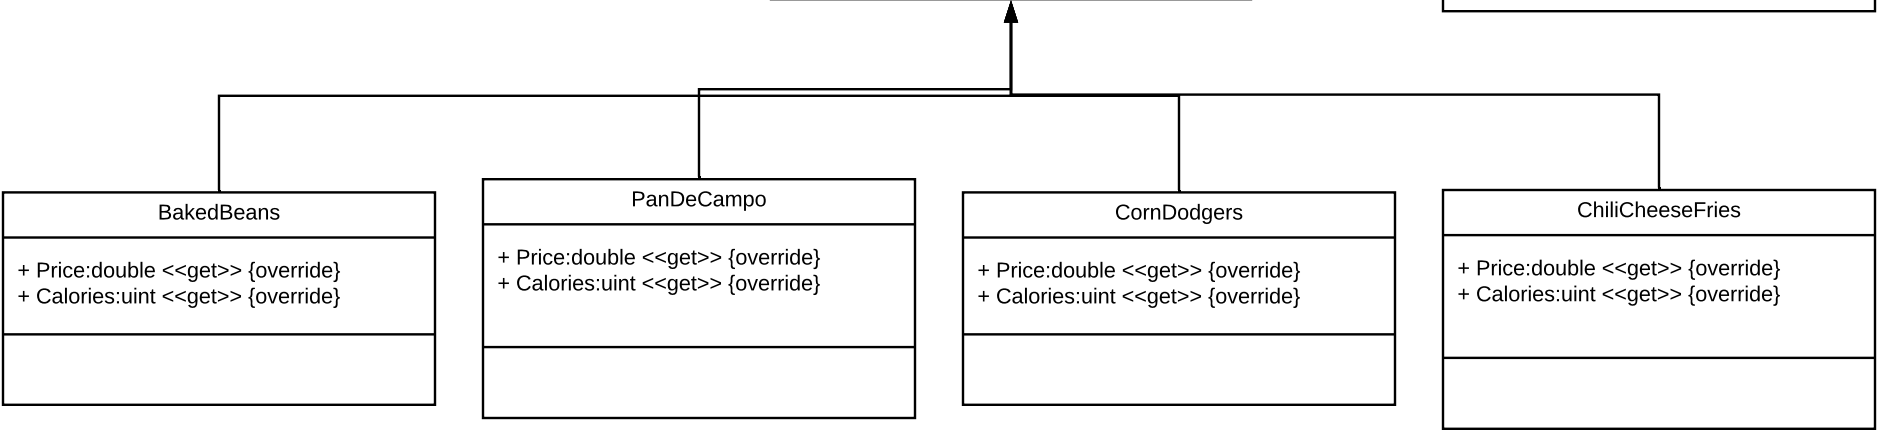 BakedBeans
+ Price:double <<get>> {override}
+ Calories:uint <<get>> {override}
PanDeCampo
+ Price:double <<get>> {override}
+ Calories:uint <<get>> {override}
CornDodgers
+ Price:double <<get>> {override}
+ Calories:uint <<get>> {override}
ChiliCheeseFries
+ Price:double <<get>> {override}
+ Calories:uint <<get>> {override}